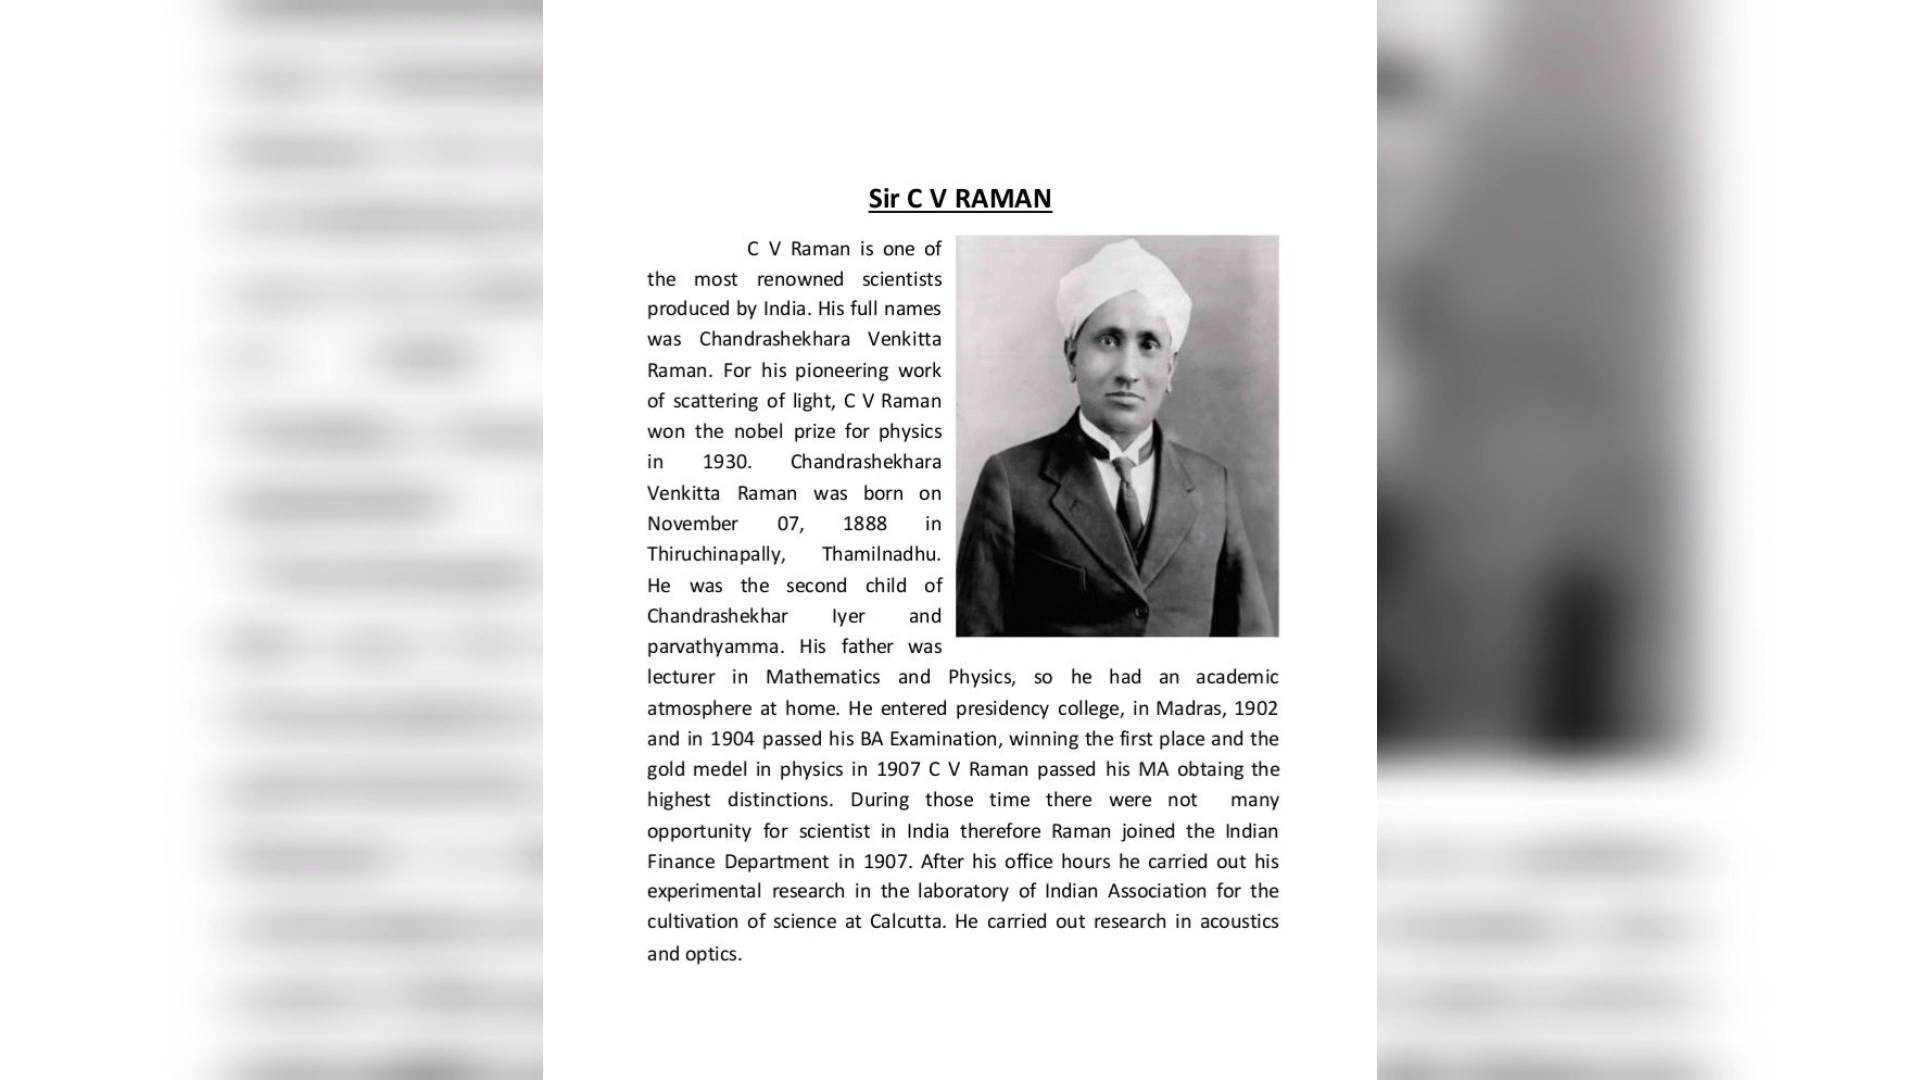 Sir C V RAMAN
C V Raman is one of
the most renowned scientists
produced by India. His full names
was Chandrashekhara Venkitta
Raman. For his pioneering work
of scattering of light, C V Raman
won the nobel prize for physics
in 1930. Chandrashekhara
Venkitta Raman was born on
November 07, 1888 in
Thiruchinapally, Thamilnadhu.
He was the second child of
Chandrashekhar Iyer and
parvathyamma. His father was
lecturer in Mathematics and Physics, so he had an academic
atmosphere at home. He entered presidency college, in Madras, 1902
and in 1904 passed his BA Examination, winning the first place and the
gold medel in physics in 1907 C V Raman passed his MA obtaing the
highest distinctions. During those time there were not many
opportunity for scientist in India therefore Raman joined the Indian
Finance Department in 1907. After his office hours he carried out his
experimental research in the laboratory of Indian Association for the
cultivation of science at Calcutta. He carried out research in acoustics
and optics.